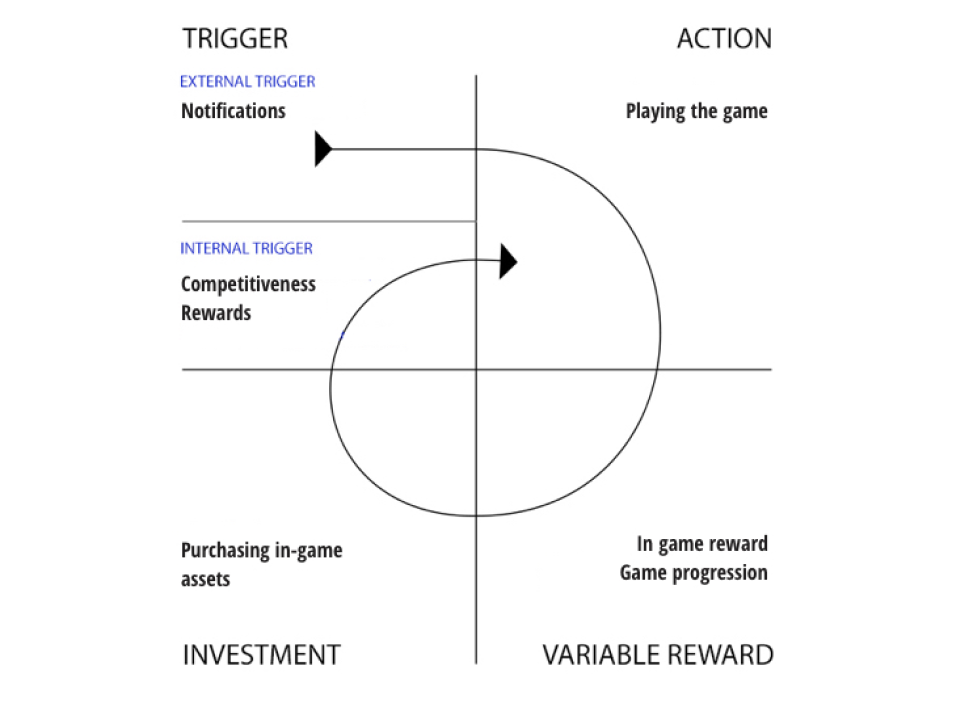 TRIGGER
ACTION
EXTERNAL TRIGGER
Notifications
Playing the game
INTERNAL TRIGGER
Competitiveness
Rewards
Purchasing in-game
assets
In game reward
Game progression
INVESTMENT
VARIABLE REWARD